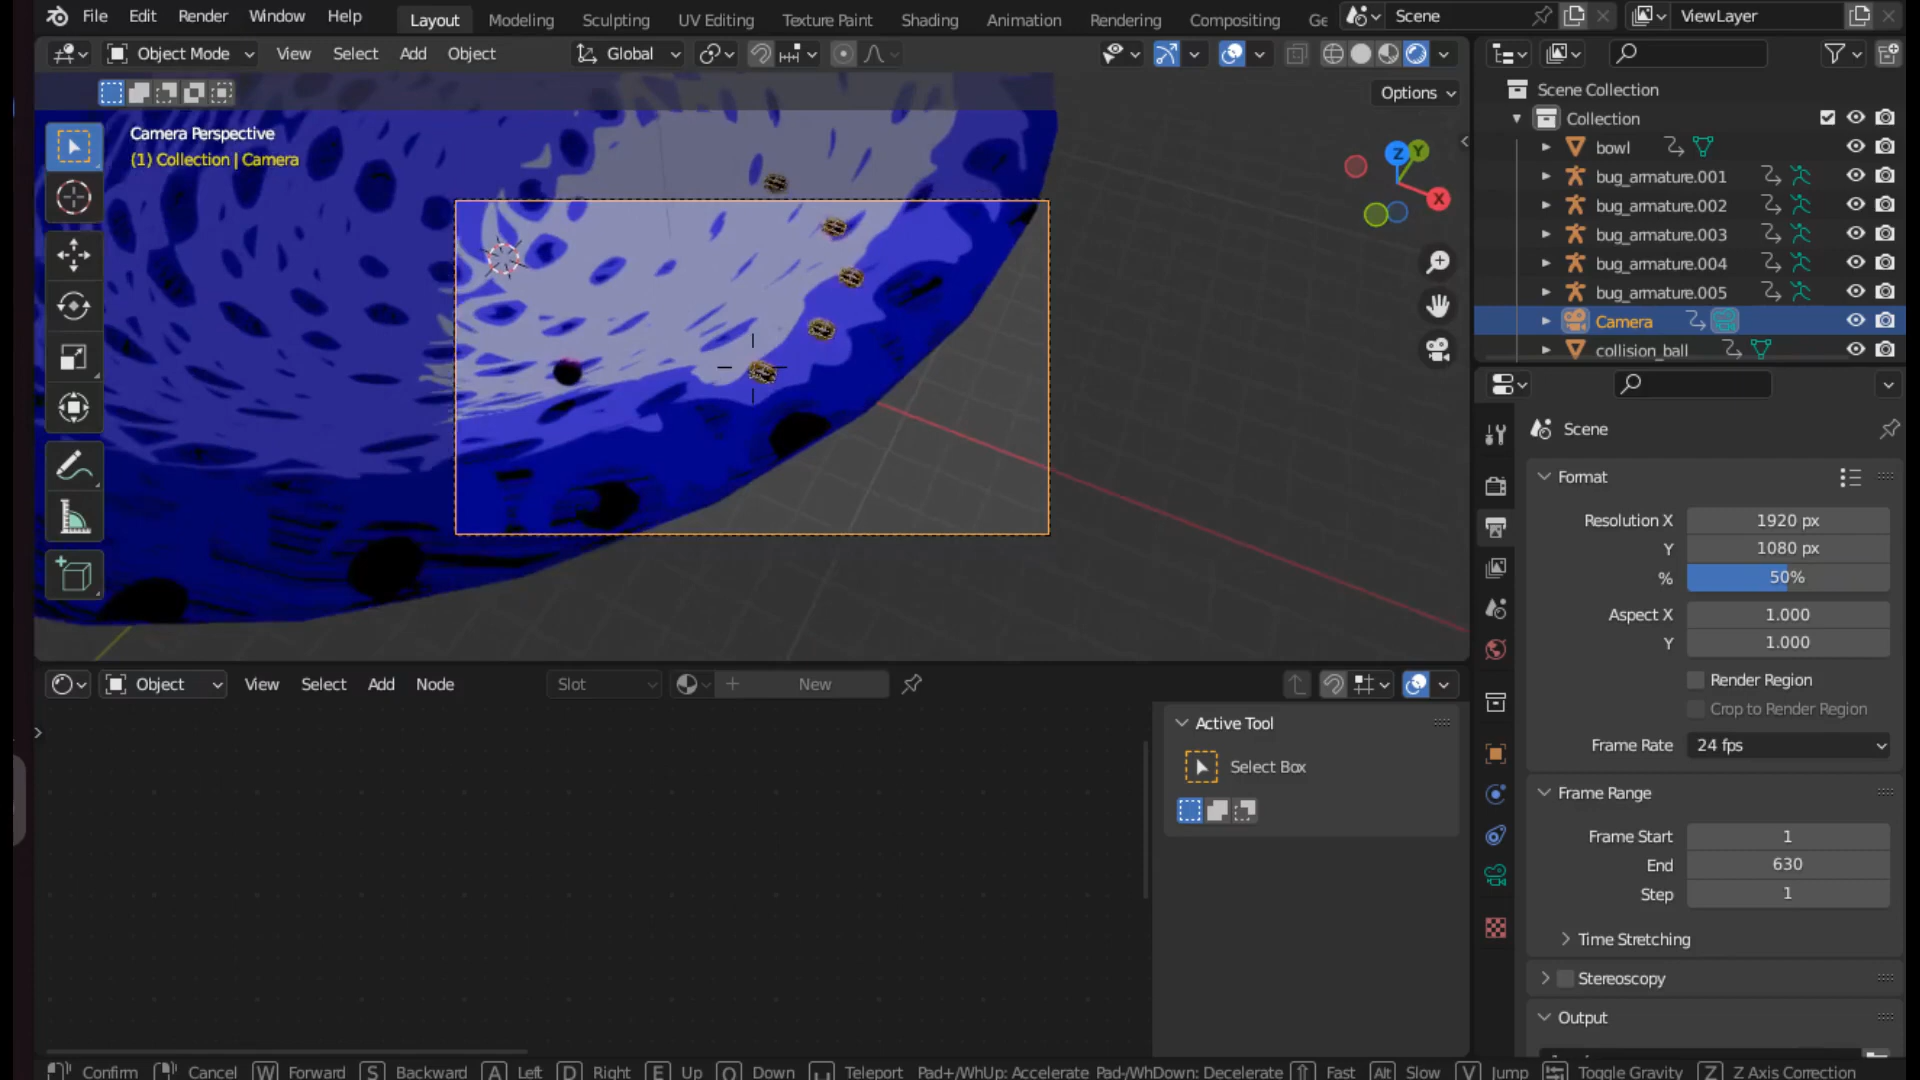 File Edit Render Window Help Layout Modeling Sculpting UV Editing Texture Paint Shading Animation Rendering Compositing Ge Scene ViewLayer
Object Mode View Select Add Object Global
Options
Camera Perspective
(1) Collection | Camera
Z Y X
Scene Collection
Collection
bowl
bug_armature.001
bug_armature.002
bug_armature.003
bug_armature.004
bug_armature.005
Camera
collision_ball
Scene
Format
Resolution X 1920 px
Y 1080 px
% 50%
Aspect X 1.000
Y 1.000
Render Region
Crop to Render Region
Frame Rate 24 fps
Frame Range
Frame Start 1
End 630
Step 1
Time Stretching
Stereoscopy
Output
Object View Select Add Node Slot New
Active Tool
Select Box
Confirm Cancel W Forward S Backward A Left D Right E Up Q Down Teleport Pad+/WhUp: Accelerate Pad-/WhDown: Decelerate Fast Alt Slow V Jump Toggle Gravity Z Z Axis Correction